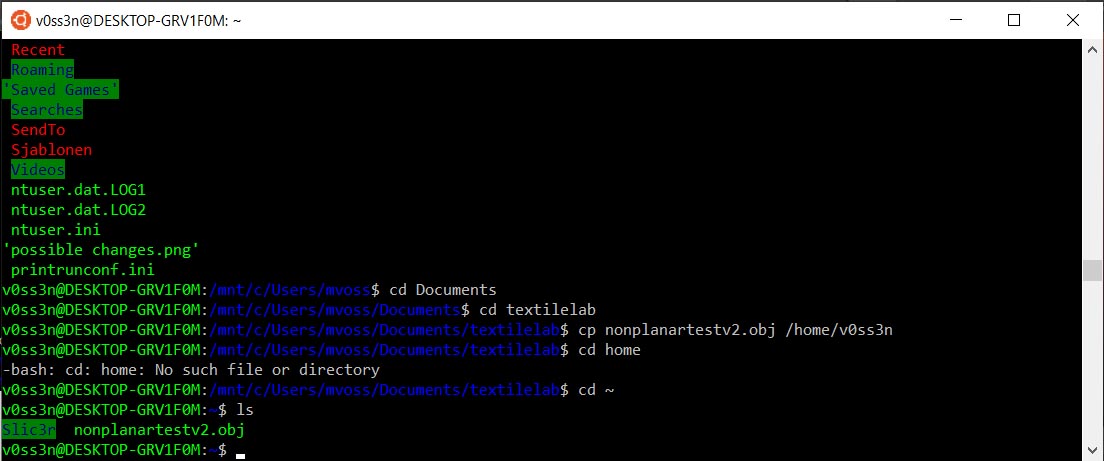 v0ss3n@DESKTOP-GRV1F0M: ~
Recent
Roaming
'Saved Games'
Searches
SendTo
Sjablonen
Videos
ntuser.dat.LOG1
ntuser.dat.LOG2
ntuser.ini
'possible changes.png'
printrunconf.ini
v0ss3n@DESKTOP-GRV1F0M:/mnt/c/Users/mvoss$ cd Documents
v0ss3n@DESKTOP-GRV1F0M:/mnt/c/Users/mvoss/Documents$ cd textilelab
v0ss3n@DESKTOP-GRV1F0M:/mnt/c/Users/mvoss/Documents/textilelab$ cp nonplanartestv2.obj /home/v0ss3n
v0ss3n@DESKTOP-GRV1F0M:/mnt/c/Users/mvoss/Documents/textilelab$ cd home
-bash: cd: home: No such file or directory
v0ss3n@DESKTOP-GRV1F0M:/mnt/c/Users/mvoss/Documents/textilelab$ cd ~
v0ss3n@DESKTOP-GRV1F0M:~$ ls
Slic3r  nonplanartestv2.obj
v0ss3n@DESKTOP-GRV1F0M:~$